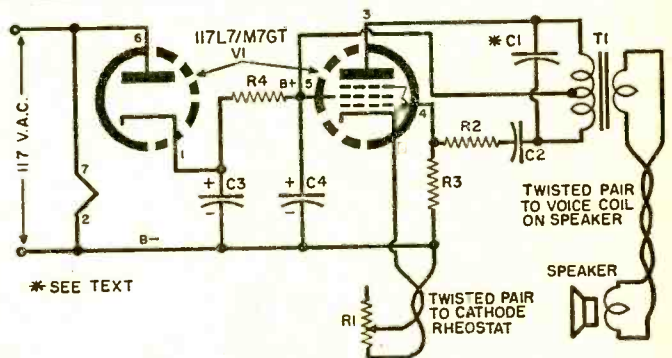 117L7/M7GT
V1
3
6
* C1
T1
R4
B+
5
4
8
117 V.A.C.
1
R2
C2
7
+
C3
-
+
C4
-
R3
2
TWISTED PAIR
TO VOICE COIL
ON SPEAKER
B-
* SEE TEXT
R1
TWISTED PAIR
TO CATHODE
RHEOSTAT
SPEAKER